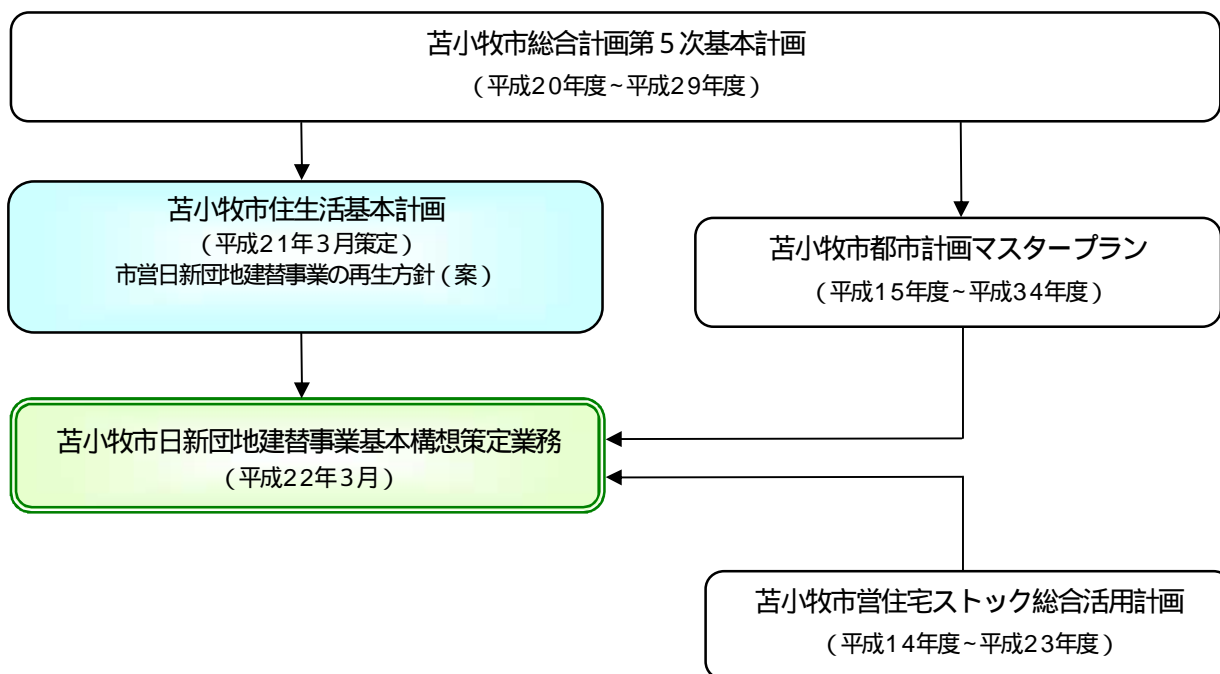 苫小牧市総合計画第5次基本計画
(平成20年度~平成29年度)
苫小牧市住生活基本計画
(平成21年3月策定)
市営日新団地建替事業の再生方針(案)
苫小牧市都市計画マスタープラン
(平成15年度~平成34年度)
苫小牧市日新団地建替事業基本構想策定業務
(平成22年3月)
苫小牧市営住宅ストック総合活用計画
(平成14年度~平成23年度)